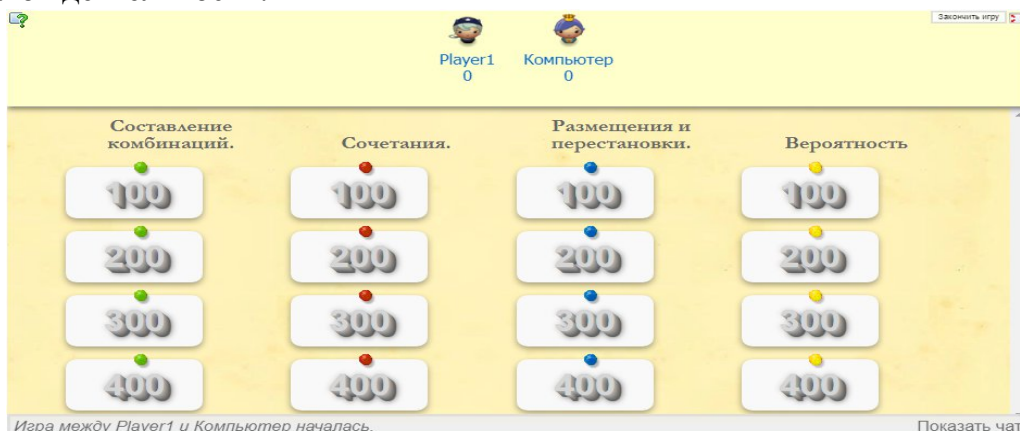 Закончить игру
Player1 Компьютер
0 0
Составление
комбинаций.
Сочетания.
Размещения и
перестановки.
Вероятность
100 100 100 100
200 200 200 200
300 300 300 300
400 400 400 400
Игра между Player1 и Компьютер началась.
Показать чат